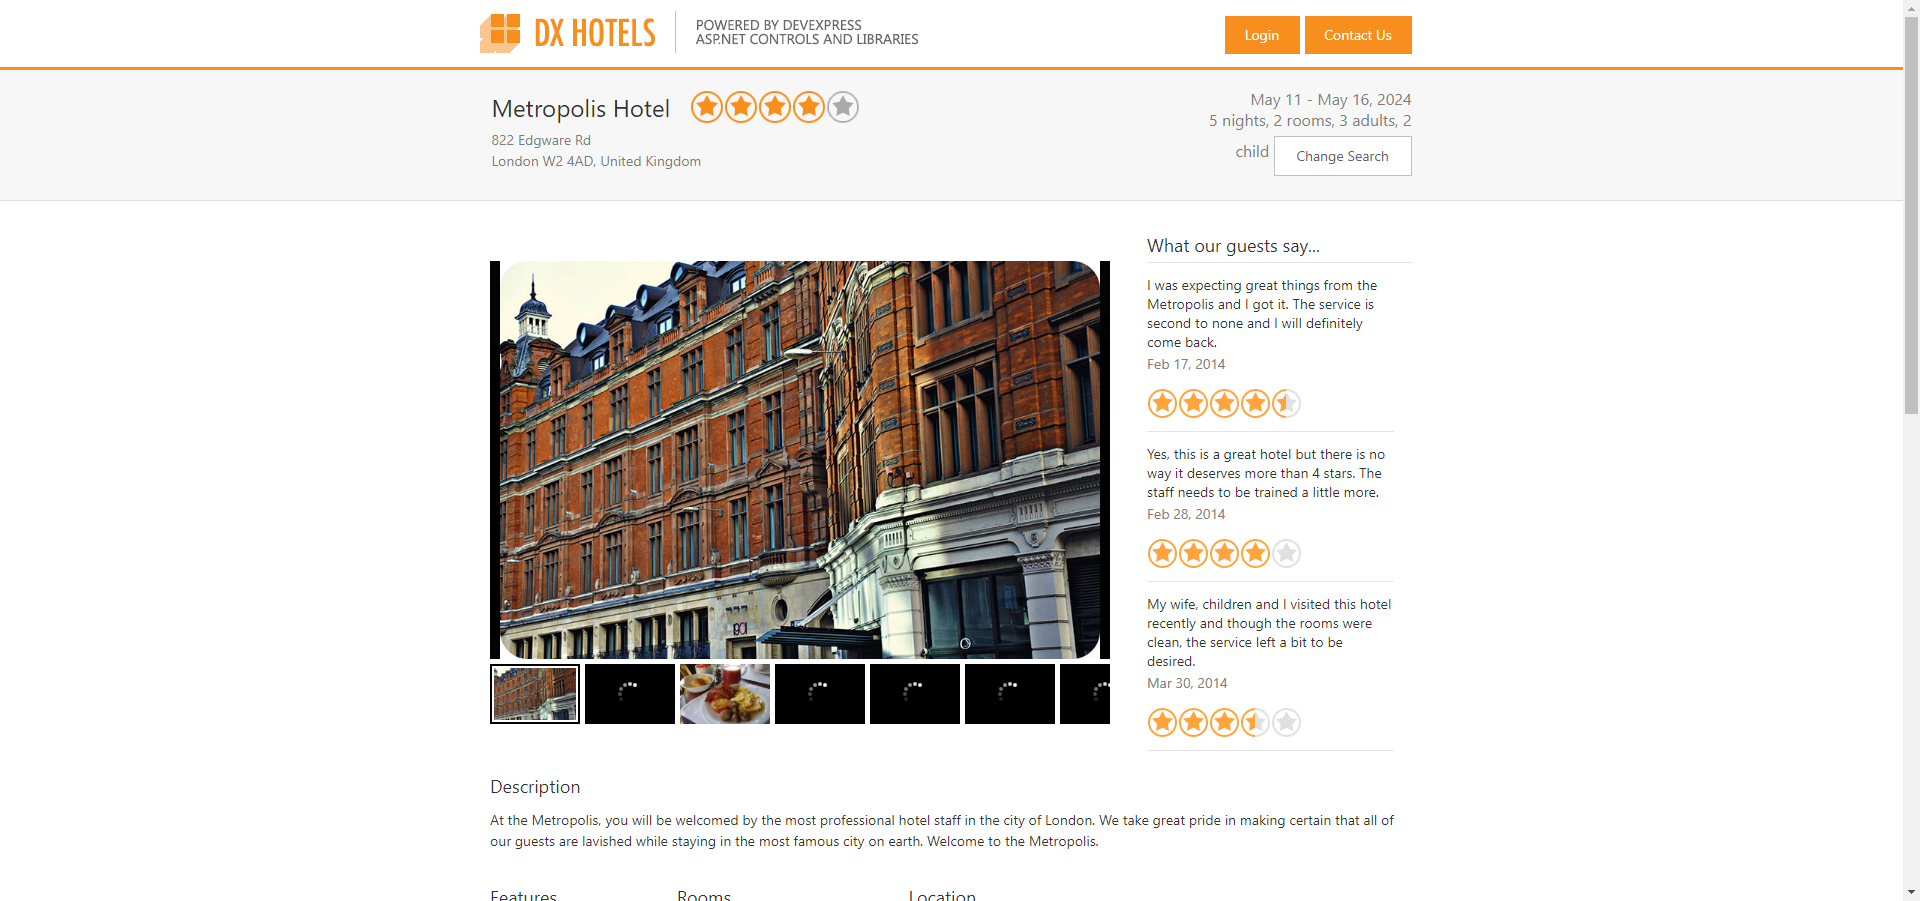 DX HOTELS
POWERED BY DEVEXPRESS
ASP.NET CONTROLS AND LIBRARIES
Login
Contact Us
Metropolis Hotel
822 Edgware Rd
London W2 4AD, United Kingdom
May 11 - May 16, 2024
5 nights, 2 rooms, 3 adults, 2
child
Change Search
What our guests say...
I was expecting great things from the
Metropolis and I got it. The service is
second to none and I will definitely
come back.
Feb 17, 2014
Yes, this is a great hotel but there is no
way it deserves more than 4 stars. The
staff needs to be trained a little more.
Feb 28, 2014
My wife, children and I visited this hotel
recently and though the rooms were
clean, the service left a bit to be
desired.
Mar 30, 2014
Description
At the Metropolis, you will be welcomed by the most professional hotel staff in the city of London. We take great pride in making certain that all of
our guests are lavished while staying in the most famous city on earth. Welcome to the Metropolis.
Features
Rooms
Location